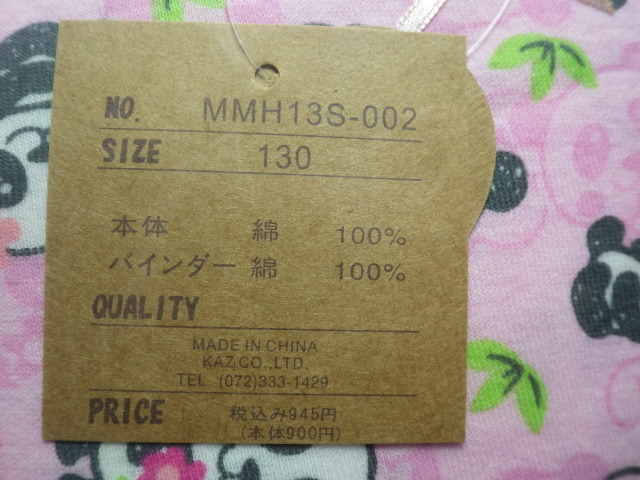 NO. MMH13S-002
SIZE 130
本体 綿 100%
バインダー 綿 100%
QUALITY
MADE IN CHINA
KAZ CO.,LTD.
TEL (072)333-1429
PRICE 税込み945円
(本体900円)